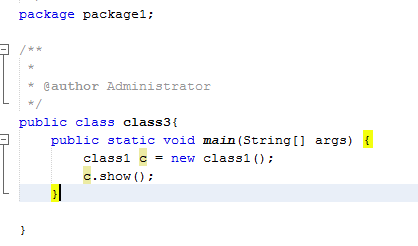 package package1;
/**
 *
 * @author Administrator
 */
public class class3{
    public static void main(String[] args) {
        class1 c = new class1();
        c.show();
    }
}